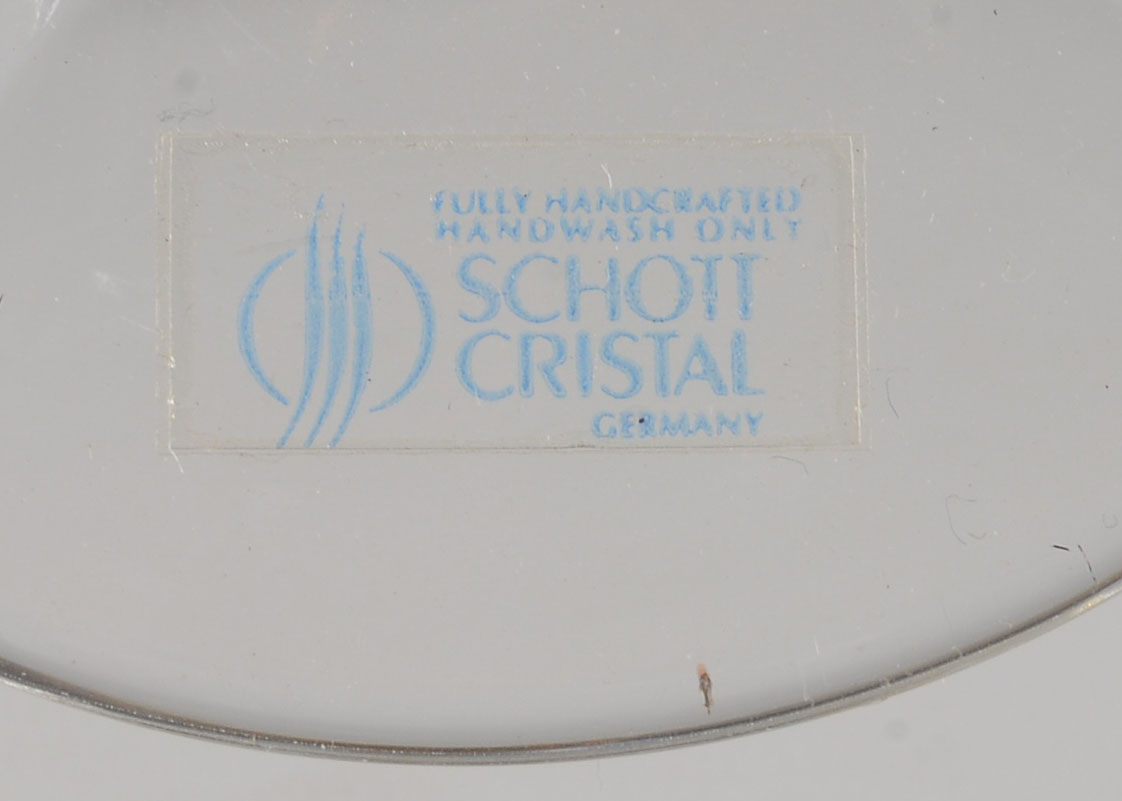 FULLY HANDCRAFTED
HANDWASH ONLY
SCHOTT
CRISTAL
GERMANY